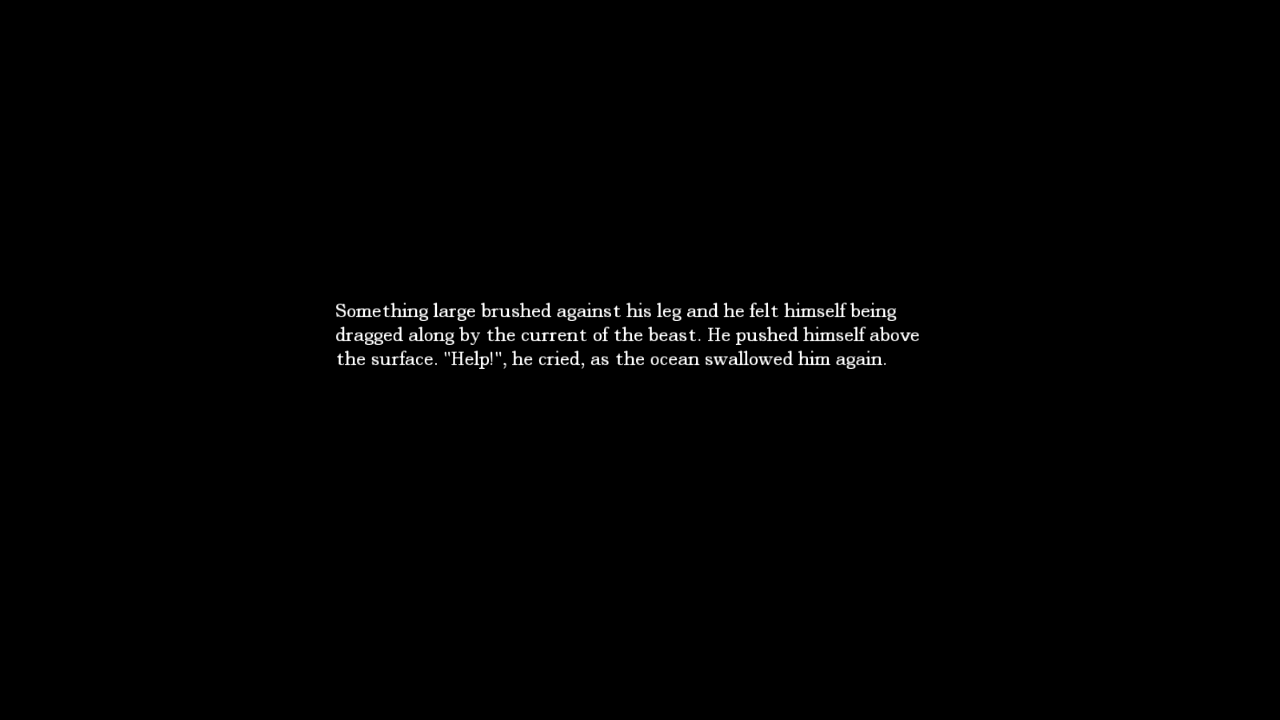 Something large brushed against his leg and he felt himself being
dragged along by the current of the beast. He pushed himself above
the surface. "Help!", he cried, as the ocean swallowed him again.